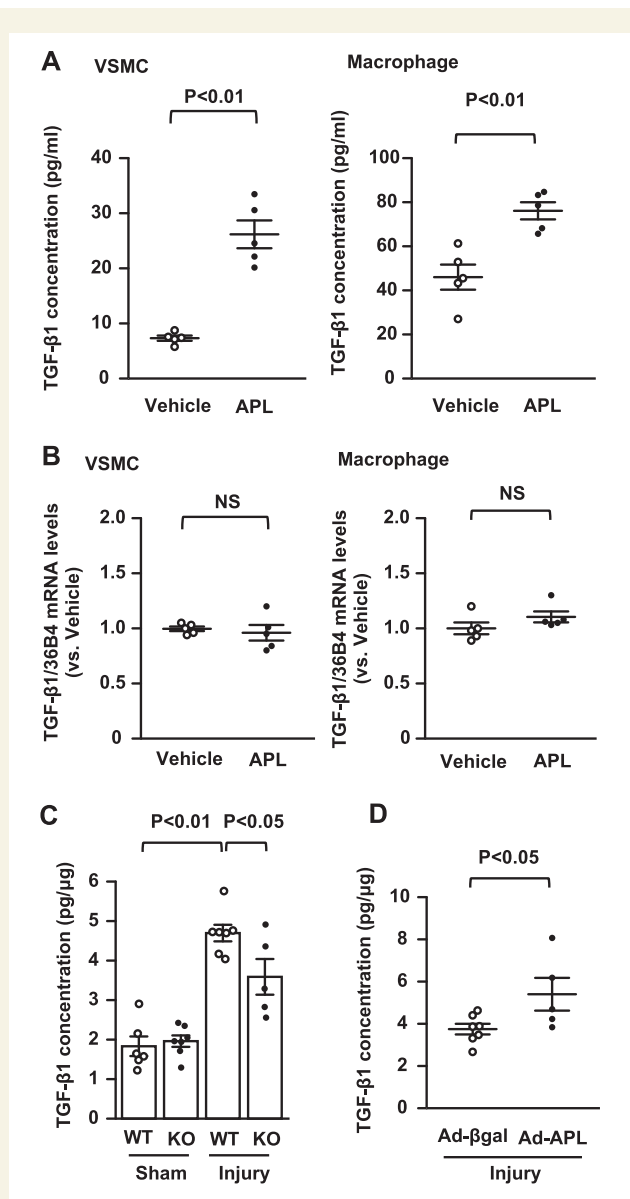 A VSMC Macrophage
P<0.01 P<0.01
TGF-β1 concentration (pg/ml)
40
30
20
10
0
Vehicle APL
TGF-β1 concentration (pg/ml)
100
80
60
40
20
0
Vehicle APL
B VSMC Macrophage
NS NS
TGF-β1/36B4 mRNA levels
(vs. Vehicle)
2.0
1.5
1.0
0.5
0
Vehicle APL
TGF-β1/36B4 mRNA levels
(vs. Vehicle)
2.0
1.5
1.0
0.5
0
Vehicle APL
C
P<0.01 P<0.05
TGF-β1 concentration (pg/μg)
6
5
4
3
2
1
0
WT KO WT KO
Sham Injury
D
P<0.05
TGF-β1 concentration (pg/μg)
10
8
6
4
2
0
Ad-βgal Ad-APL
Injury